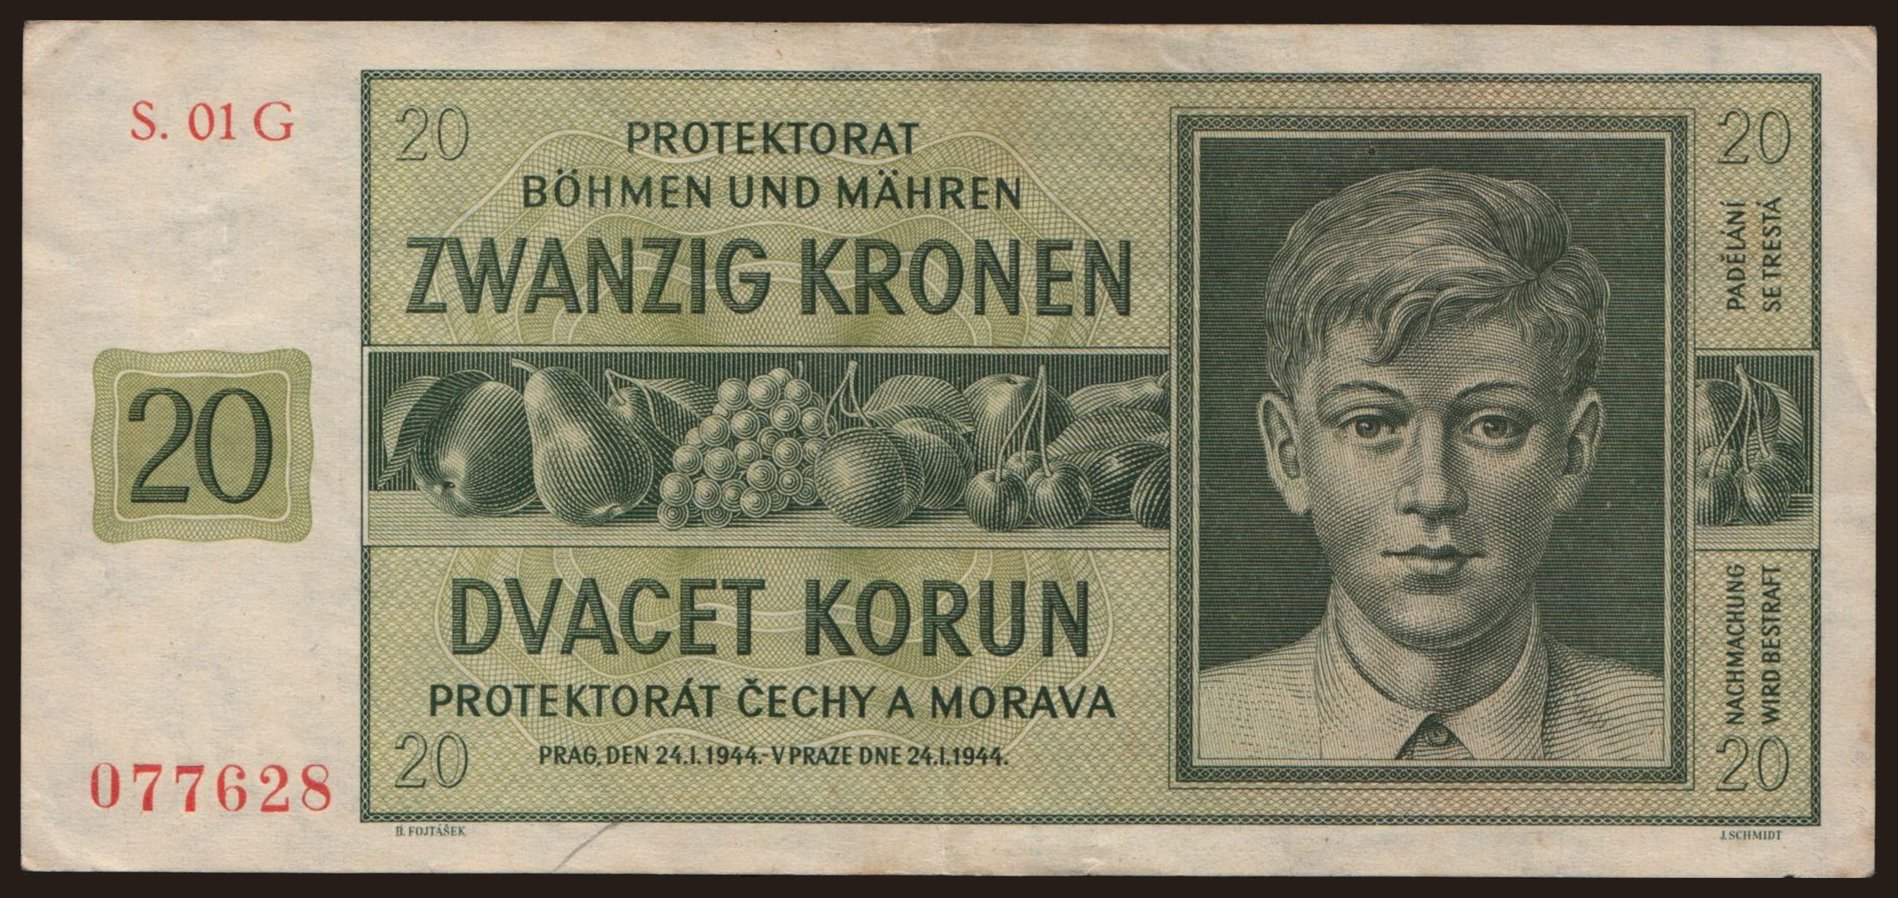 S. 01 G
20
20
PROTEKTORAT
BÖHMEN UND MÄHREN
ZWANZIG KRONEN
20
DVACET KORUN
PROTEKTORÁT ČECHY A MORAVA
PRAG, DEN 24.I.1944.-V PRAZE DNE 24.I.1944.
20
077628
PADĚLÁNÍ
SE TRESTÁ
NACHMACHUNG
WIRD BESTRAFT
20
B. FOJTÁŠEK
J. SCHMIDT